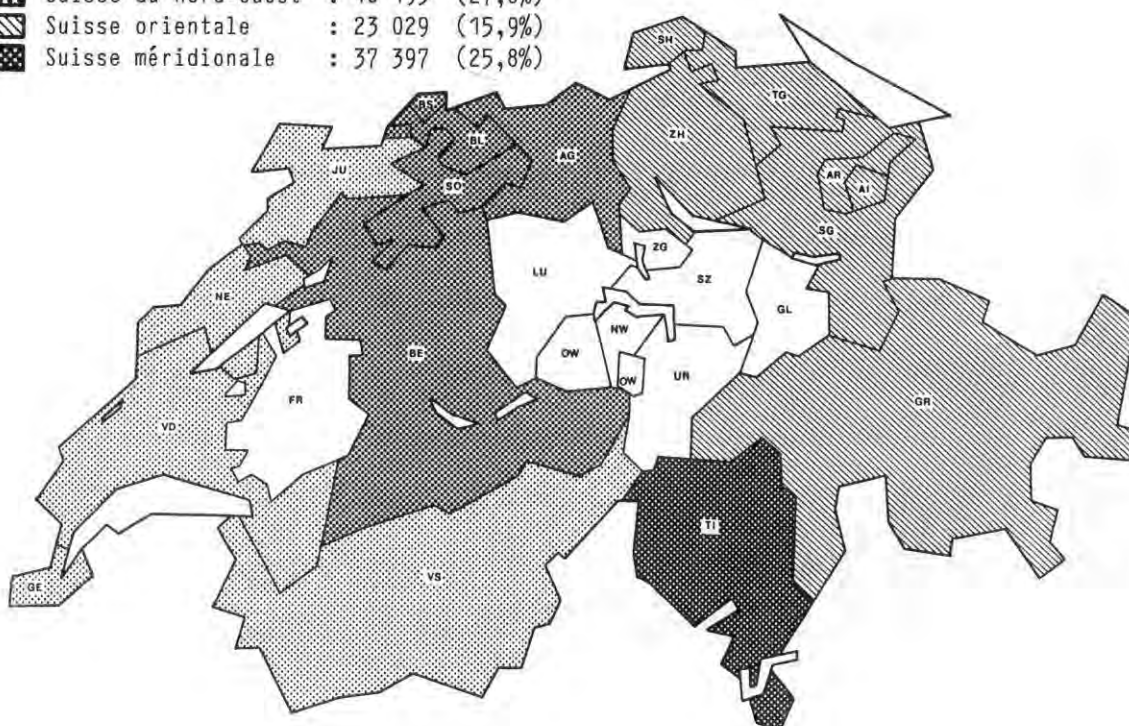 Suisse orientale : 23 029 (15,9%)
Suisse méridionale : 37 397 (25,8%)
SH
BS
TG
BL
ZH
AG
JU
AR
AI
SO
SG
ZG
LU
SZ
NE
GL
NW
OW
BE
UR
OW
FR
GR
VD
TI
VS
GE